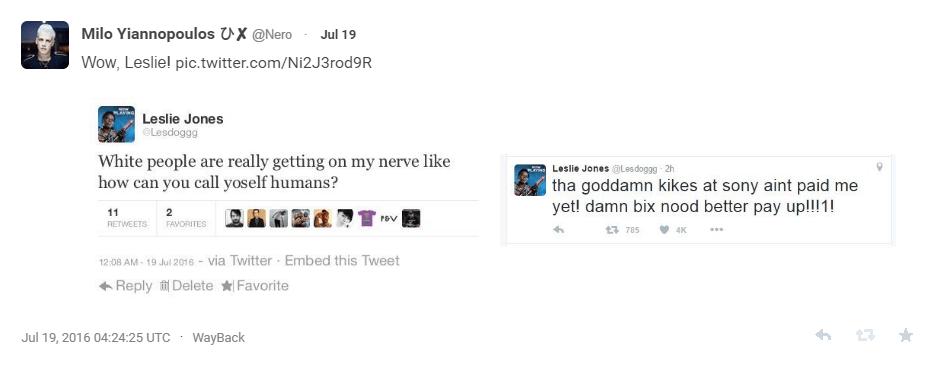 Milo Yiannopoulos ひ✘ @Nero · Jul 19
Wow, Leslie! pic.twitter.com/Ni2J3rod9R
Leslie Jones
@Lesdoggg
White people are really getting on my nerve like
how can you call yoself humans?
11 RETWEETS 2 FAVORITES
12:08 AM - 19 Jul 2016 - via Twitter · Embed this Tweet
Reply Delete Favorite
Leslie Jones @Lesdoggg · 2h
tha goddamn kikes at sony aint paid me
yet! damn bix nood better pay up!!!1!
785 4K
Jul 19, 2016 04:24:25 UTC · WayBack